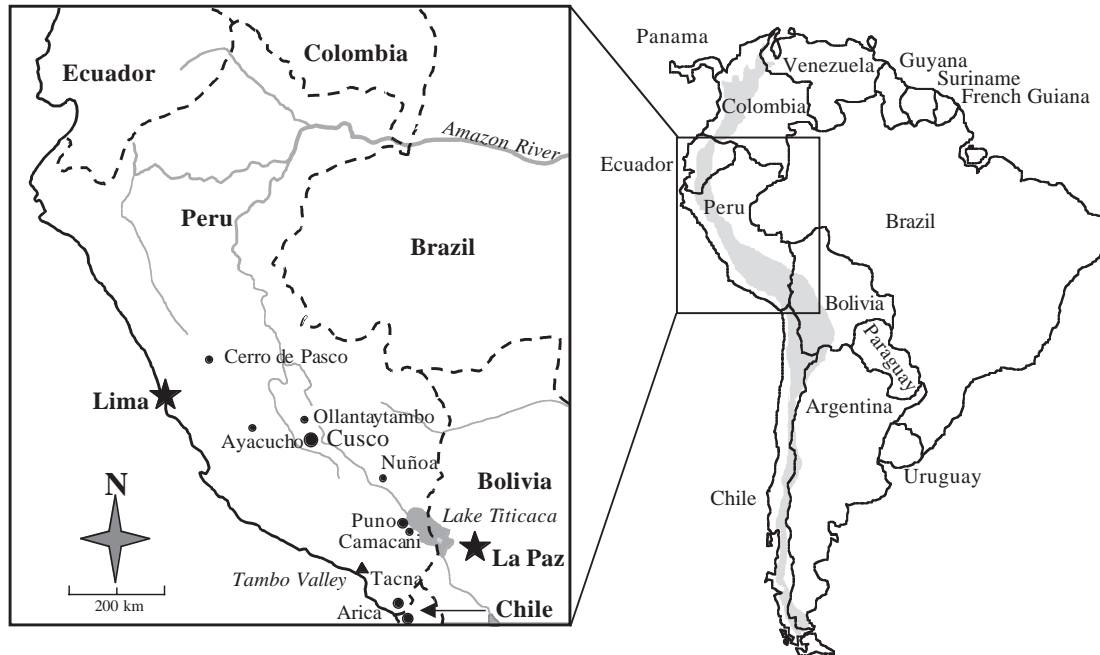 Ecuador
Colombia
Amazon River
Peru
Brazil
Cerro de Pasco
Lima
Ollantaytambo
Ayacucho
Cusco
Nuñoa
Bolivia
Puno
Lake Titicaca
Camacani
La Paz
Tambo Valley
Tacna
Arica
Chile
N
200 km
Panama
Venezuela
Guyana
Suriname
French Guiana
Colombia
Ecuador
Peru
Brazil
Bolivia
Paraguay
Argentina
Chile
Uruguay